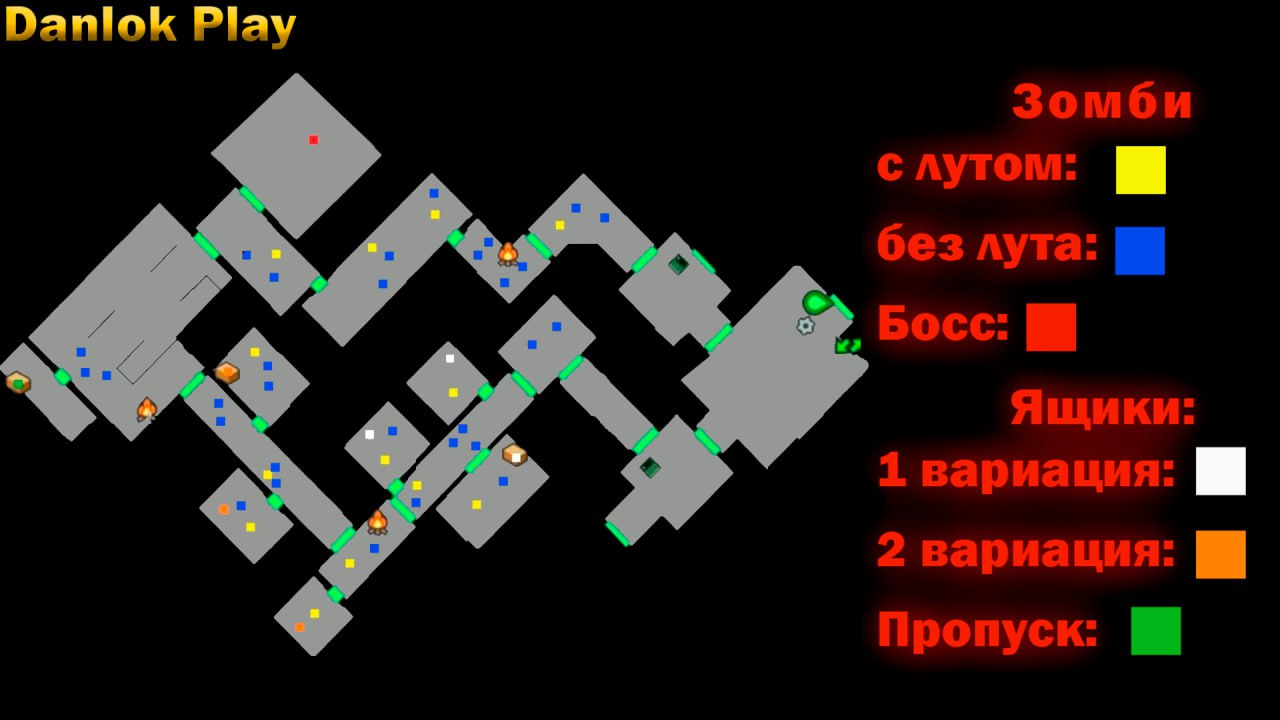 Danlok Play
Зомби
с лутом:
без лута:
Босс:
Ящики:
1 вариация:
2 вариация:
Пропуск: